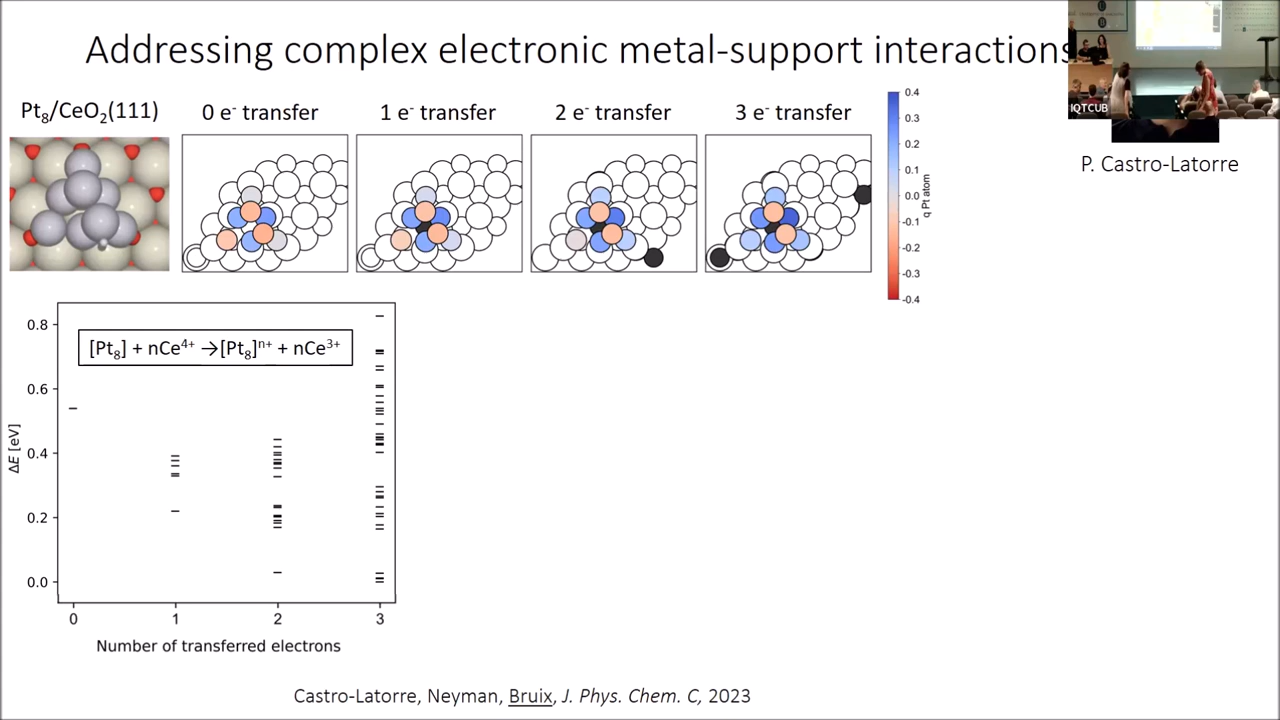 Addressing complex electronic metal-support interactions
IQTCUB
P. Castro-Latorre
Pt8/CeO2(111)
0 e- transfer
1 e- transfer
2 e- transfer
3 e- transfer
0.4
0.3
0.2
0.1
0.0
-0.1
-0.2
-0.3
-0.4
q Pt atom
[Pt8] + nCe4+ →[Pt8]n+ + nCe3+
ΔE [eV]
0.8
0.6
0.4
0.2
0.0
0 1 2 3
Number of transferred electrons
Castro-Latorre, Neyman, Bruix, J. Phys. Chem. C, 2023